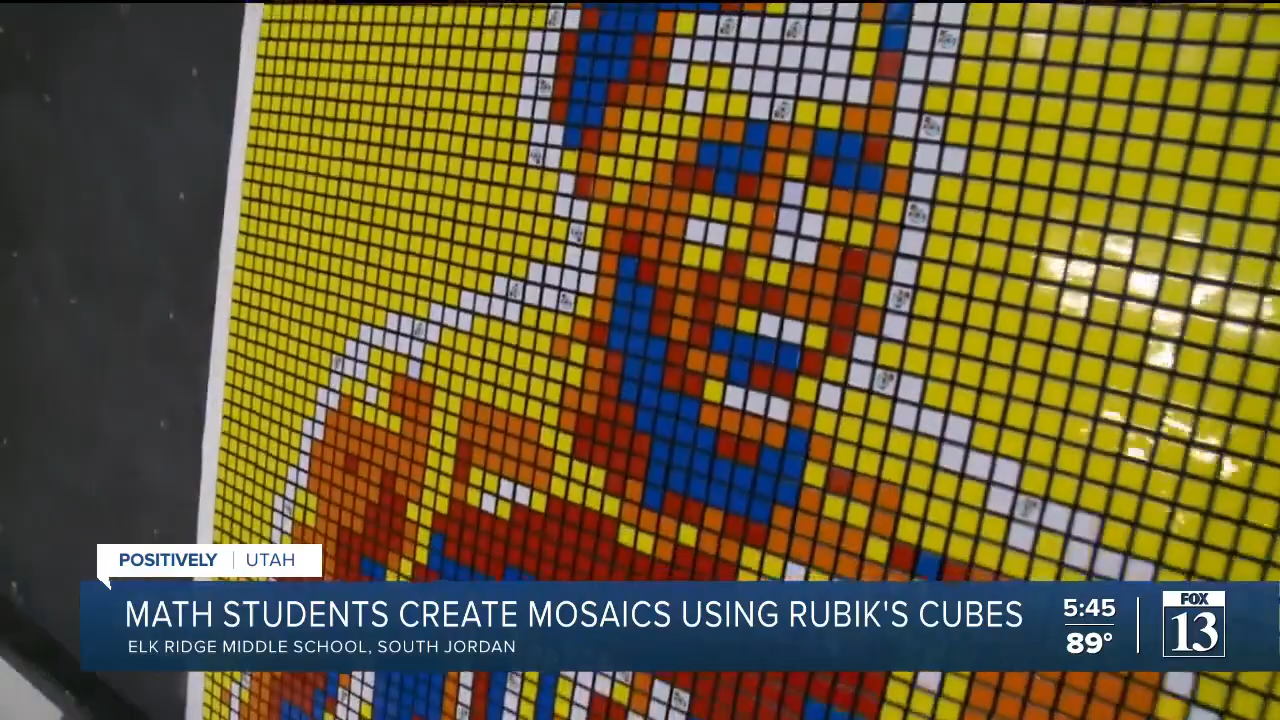 POSITIVELY | UTAH
MATH STUDENTS CREATE MOSAICS USING RUBIK'S CUBES
ELK RIDGE MIDDLE SCHOOL, SOUTH JORDAN
5:45
89°
FOX
13